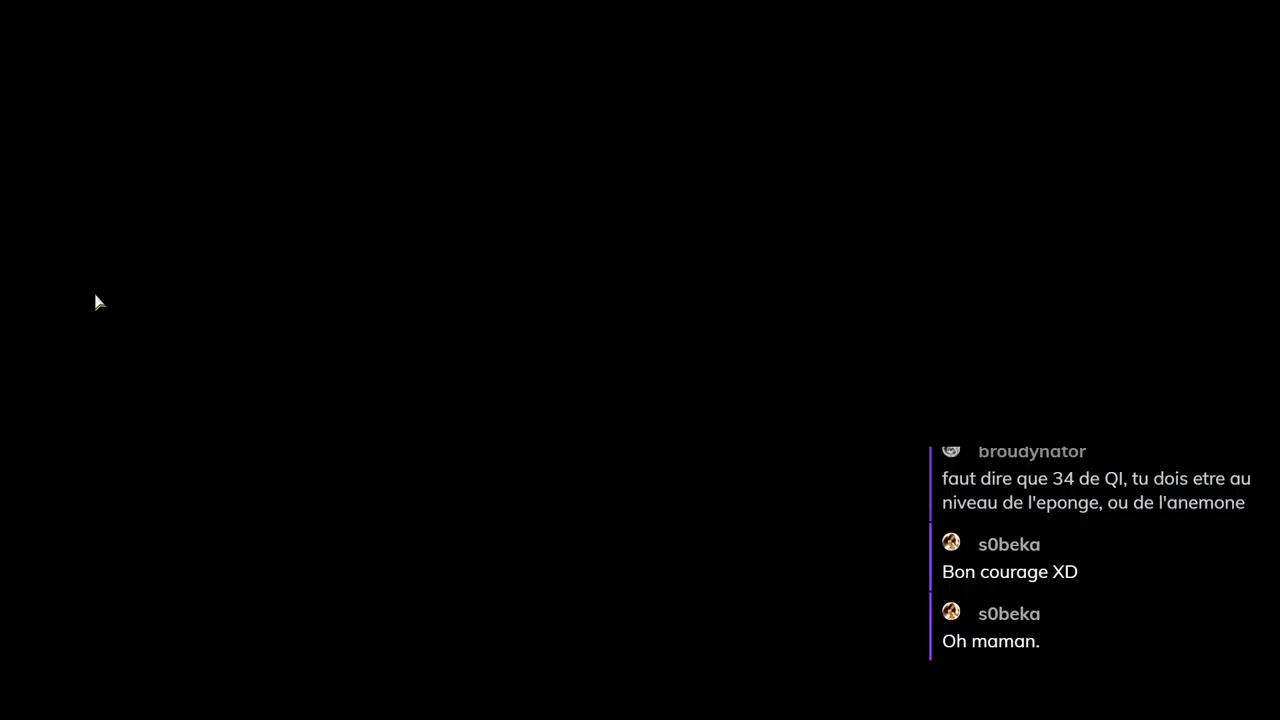 broudynator
faut dire que 34 de QI, tu dois etre au
niveau de l'eponge, ou de l'anemone
s0beka
Bon courage XD
s0beka
Oh maman.